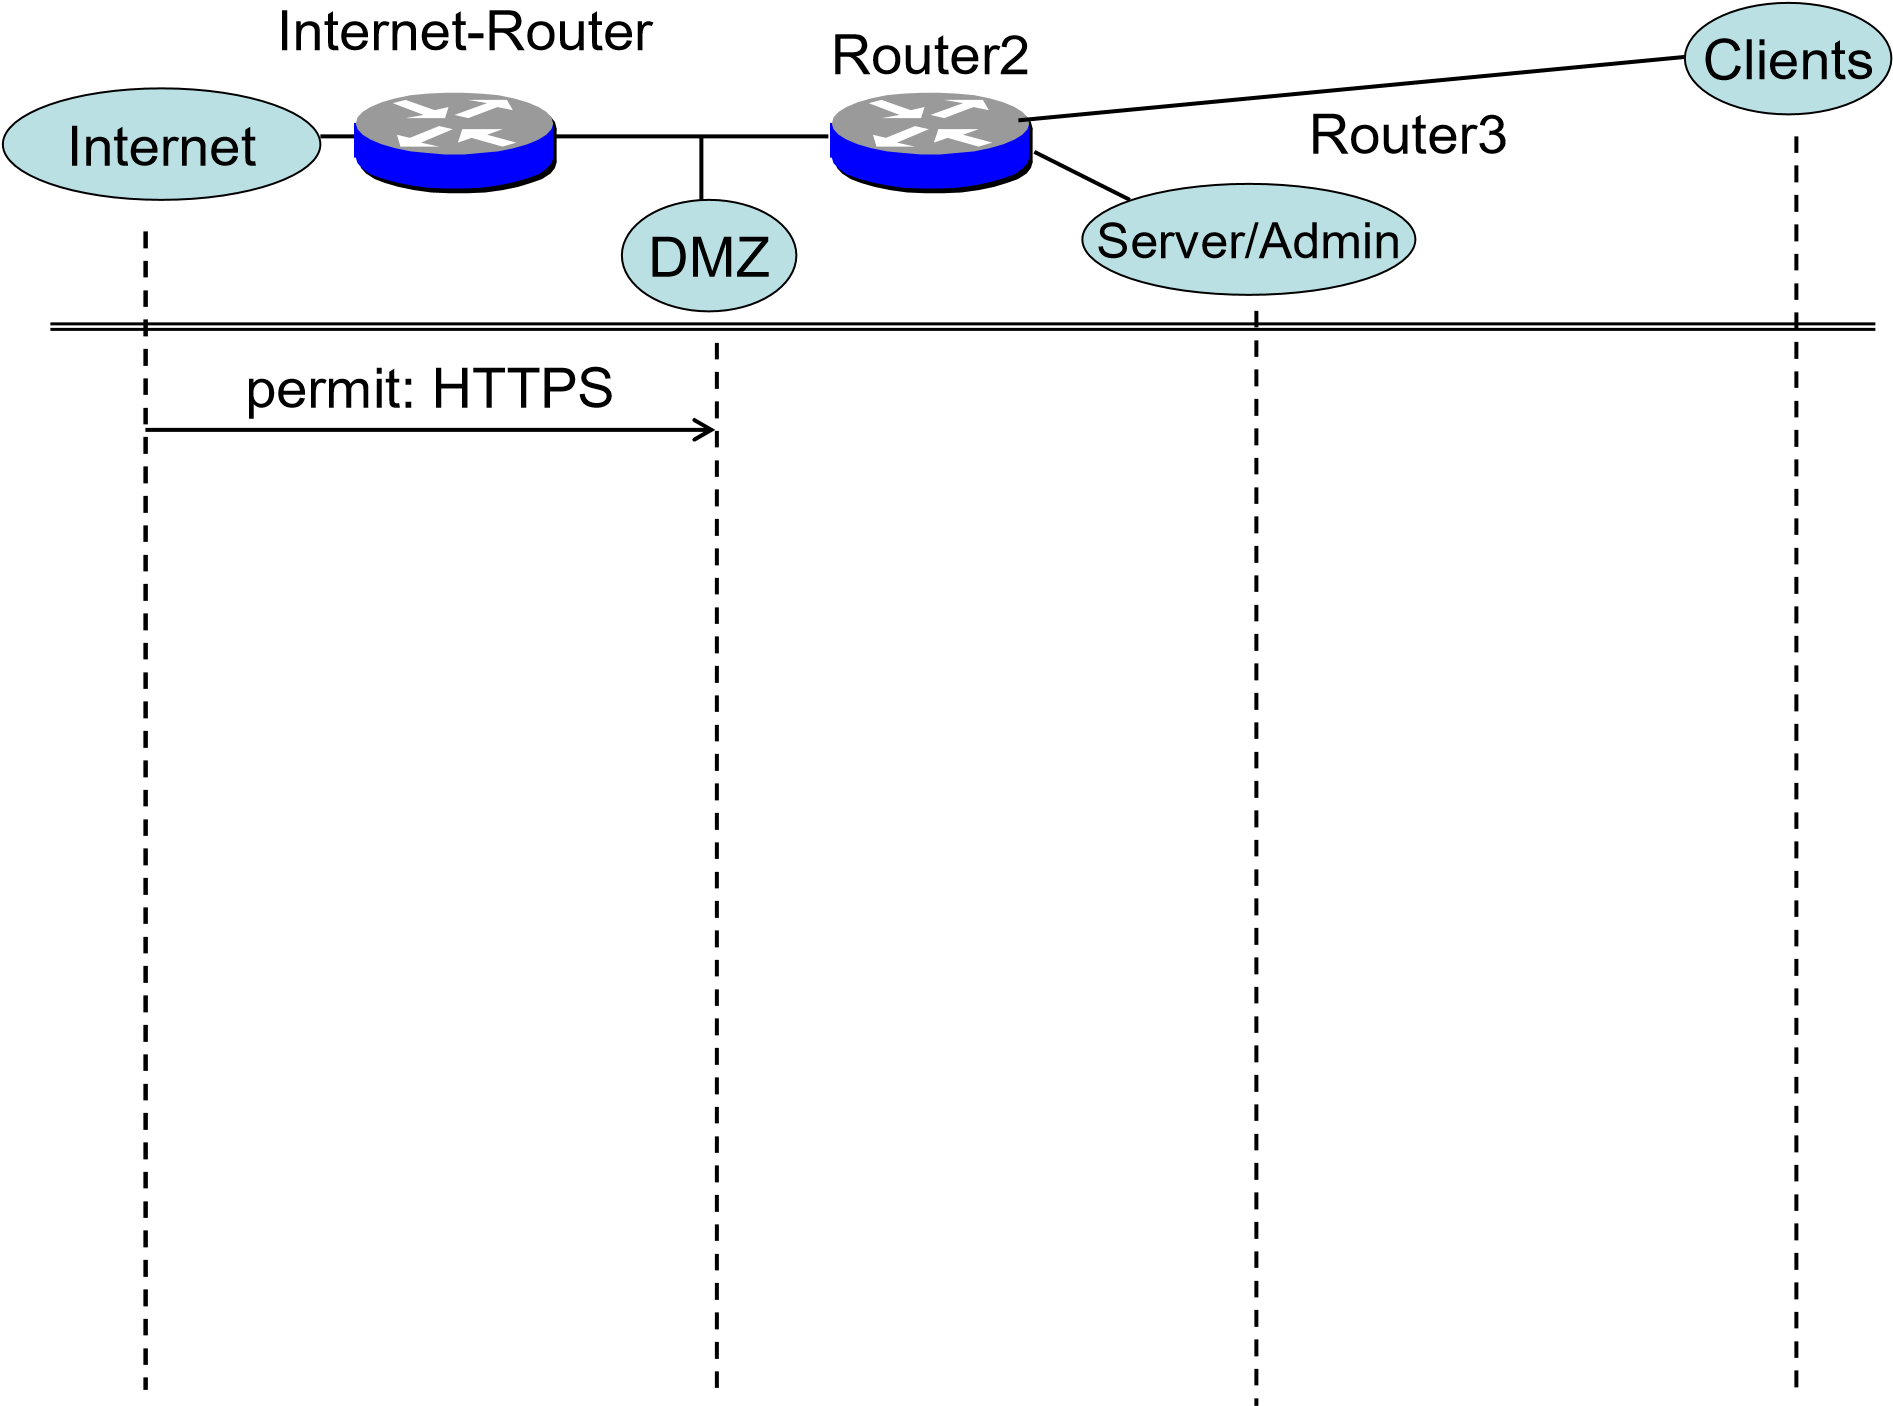 Internet-Router
Router2
Clients
Internet
Router3
DMZ
Server/Admin
permit: HTTPS